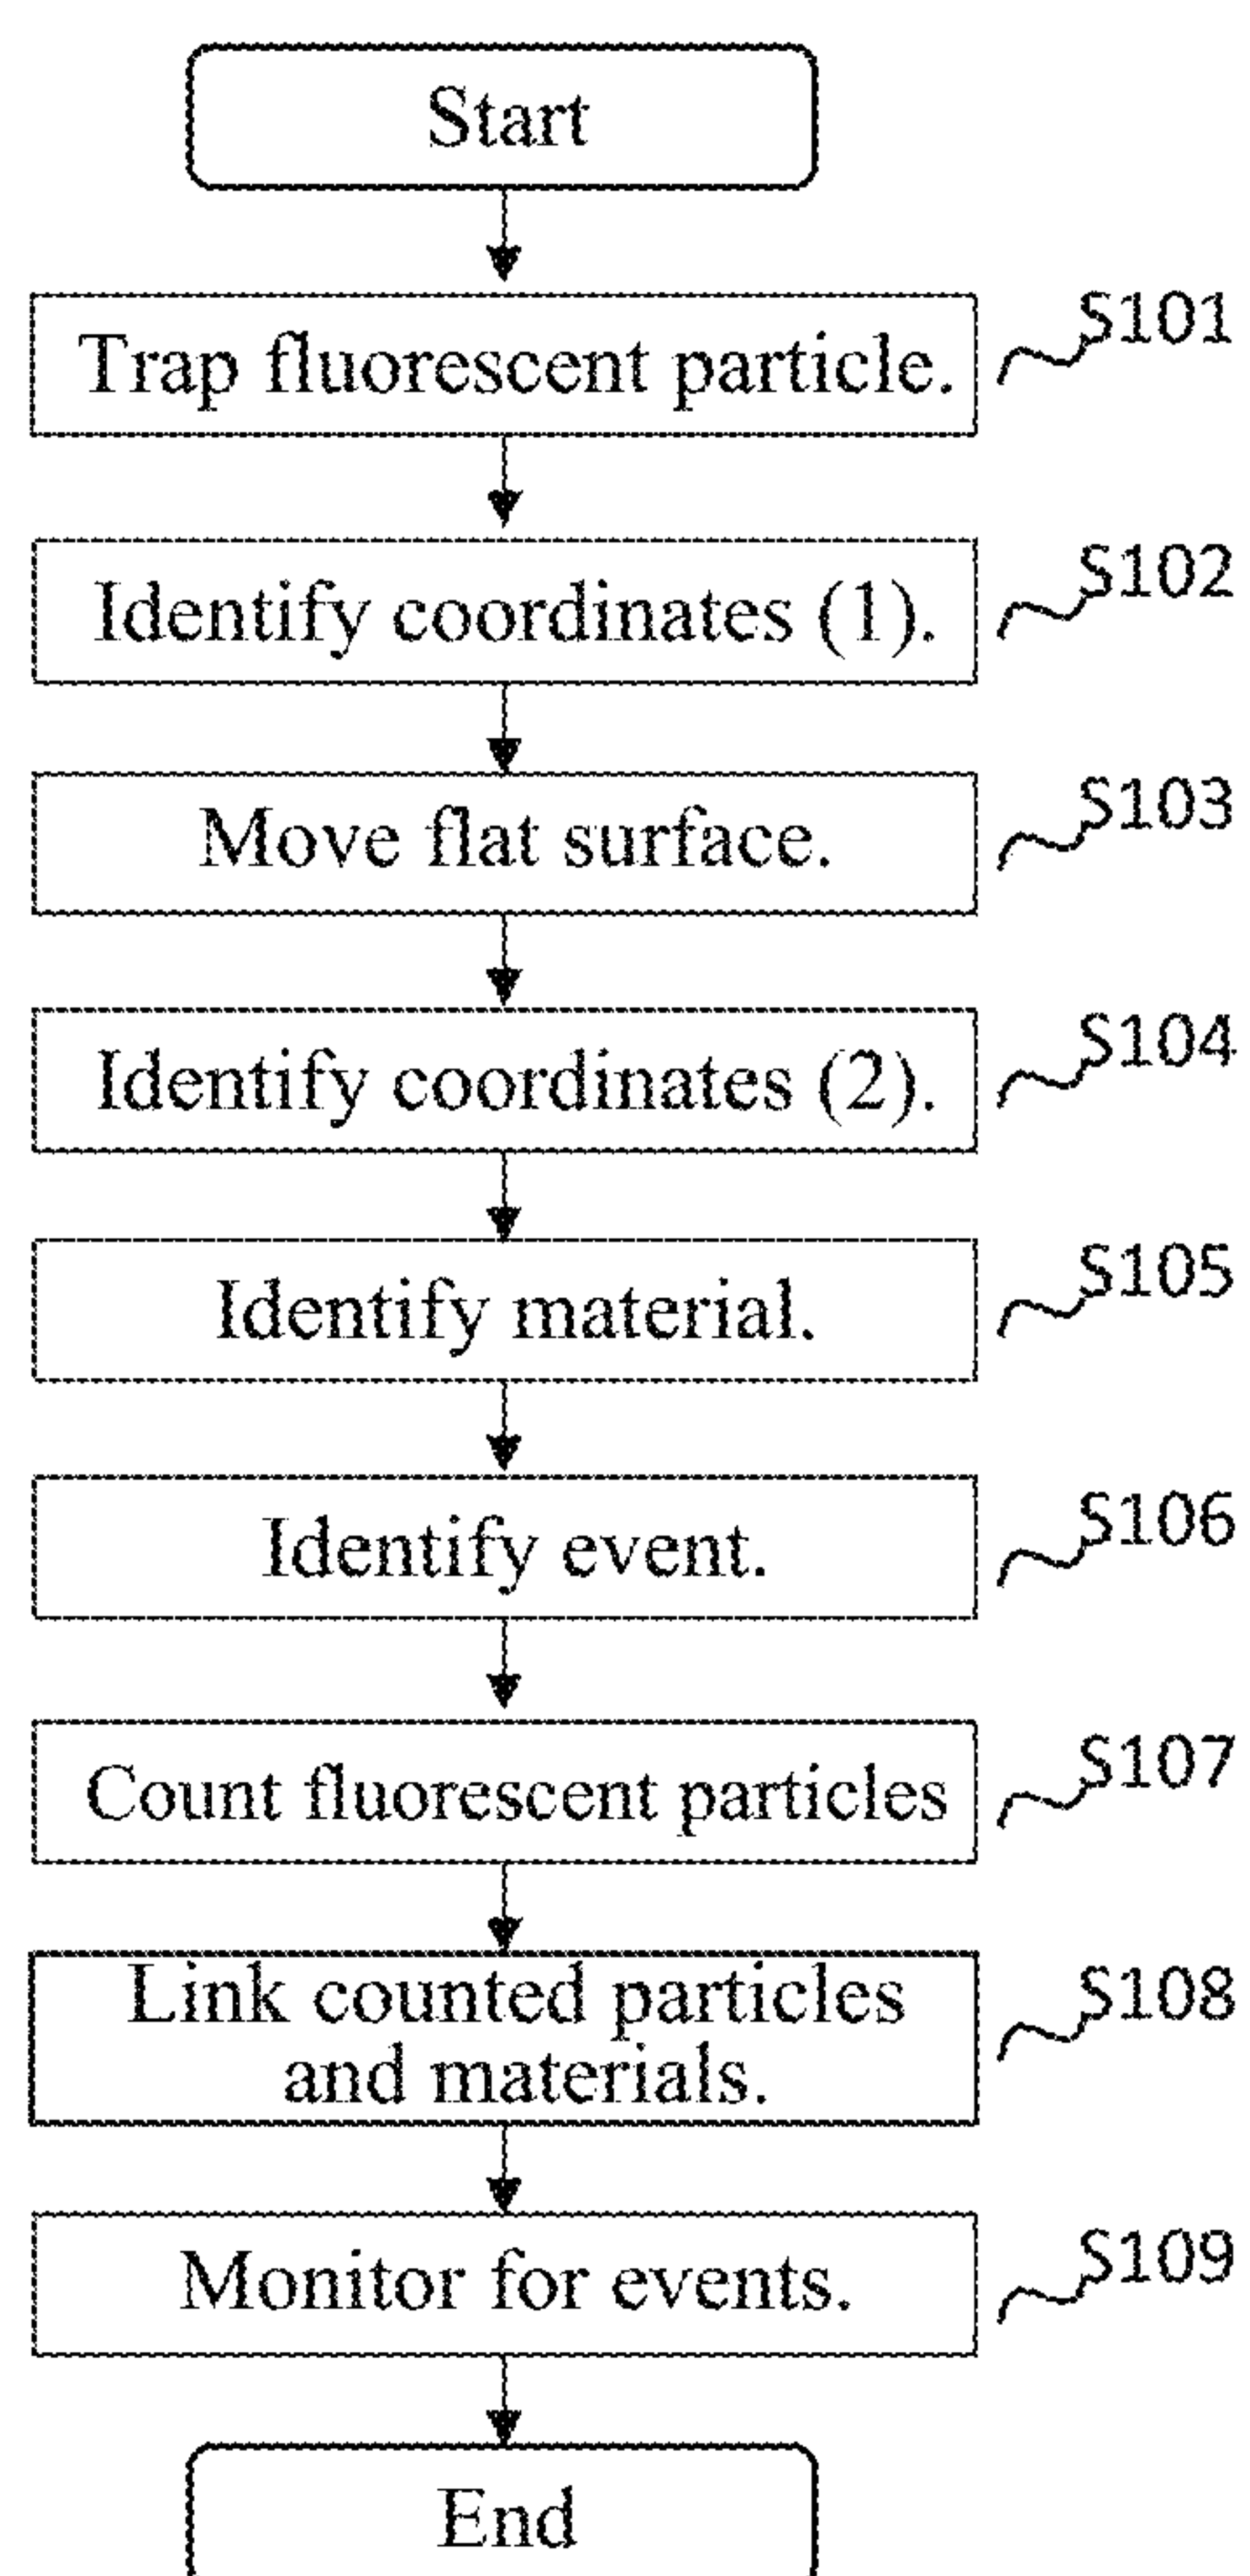 Start
Trap fluorescent particle.
S101
Identify coordinates (1).
S102
Move flat surface.
S103
Identify coordinates (2).
S104
Identify material.
S105
Identify event.
S106
Count fluorescent particles
S107
Link counted particles
and materials.
S108
Monitor for events.
S109
End